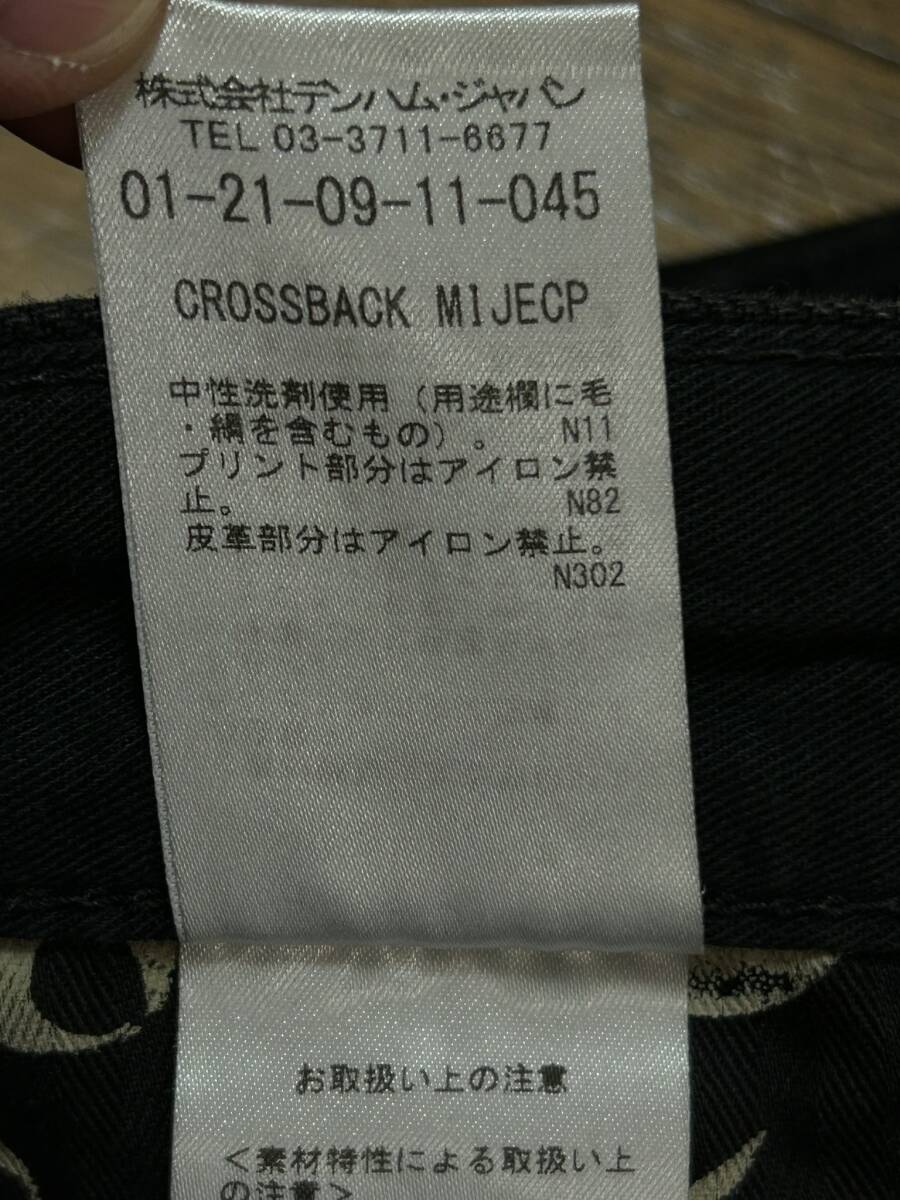 株式会社デンハム・ジャパン
TEL 03-3711-6677
01-21-09-11-045
CROSSBACK MIJECP
中性洗剤使用（用途欄に毛
・絹を含むもの）。 N11
プリント部分はアイロン禁
止。 N82
皮革部分はアイロン禁止。
N302
お取扱い上の注意
＜素材特性による取扱い上
の注意＞